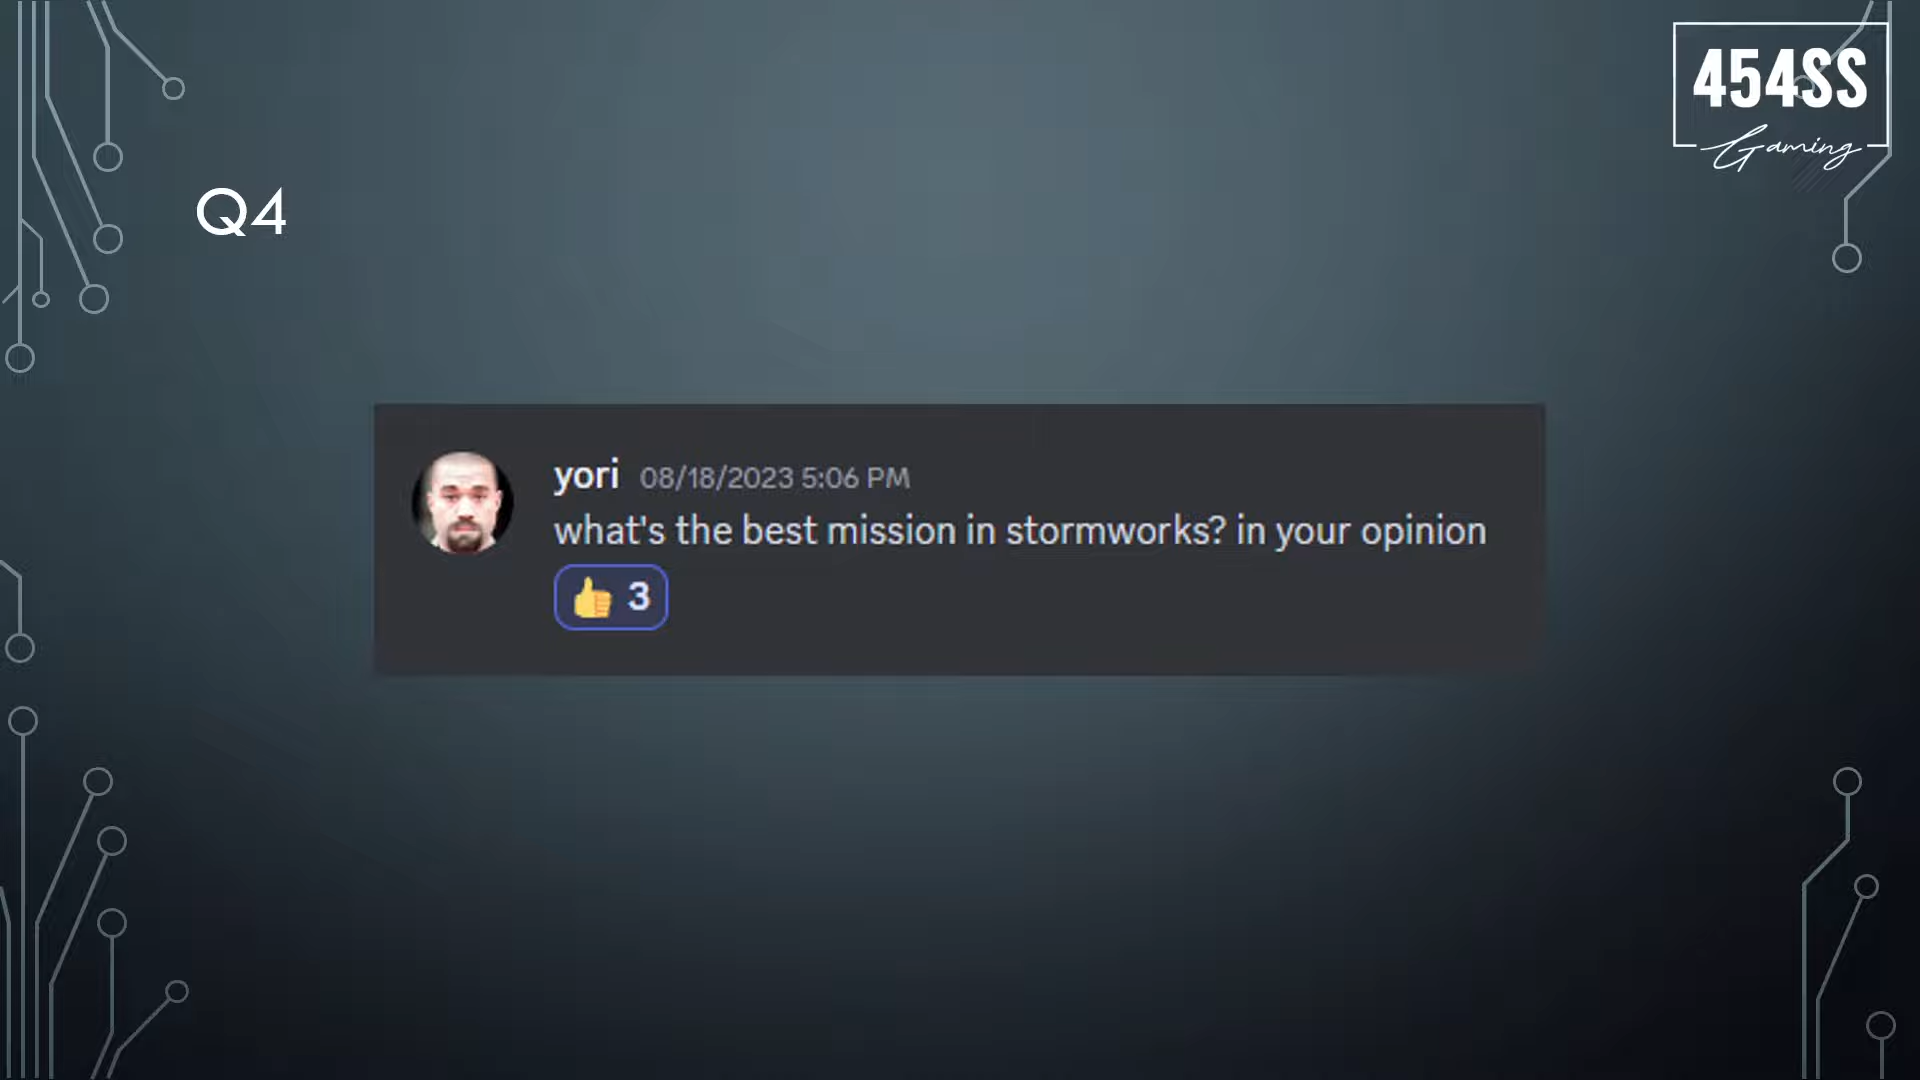 454SS
Gaming
Q4
yori 08/18/2023 5:06 PM
what's the best mission in stormworks? in your opinion
👍 3